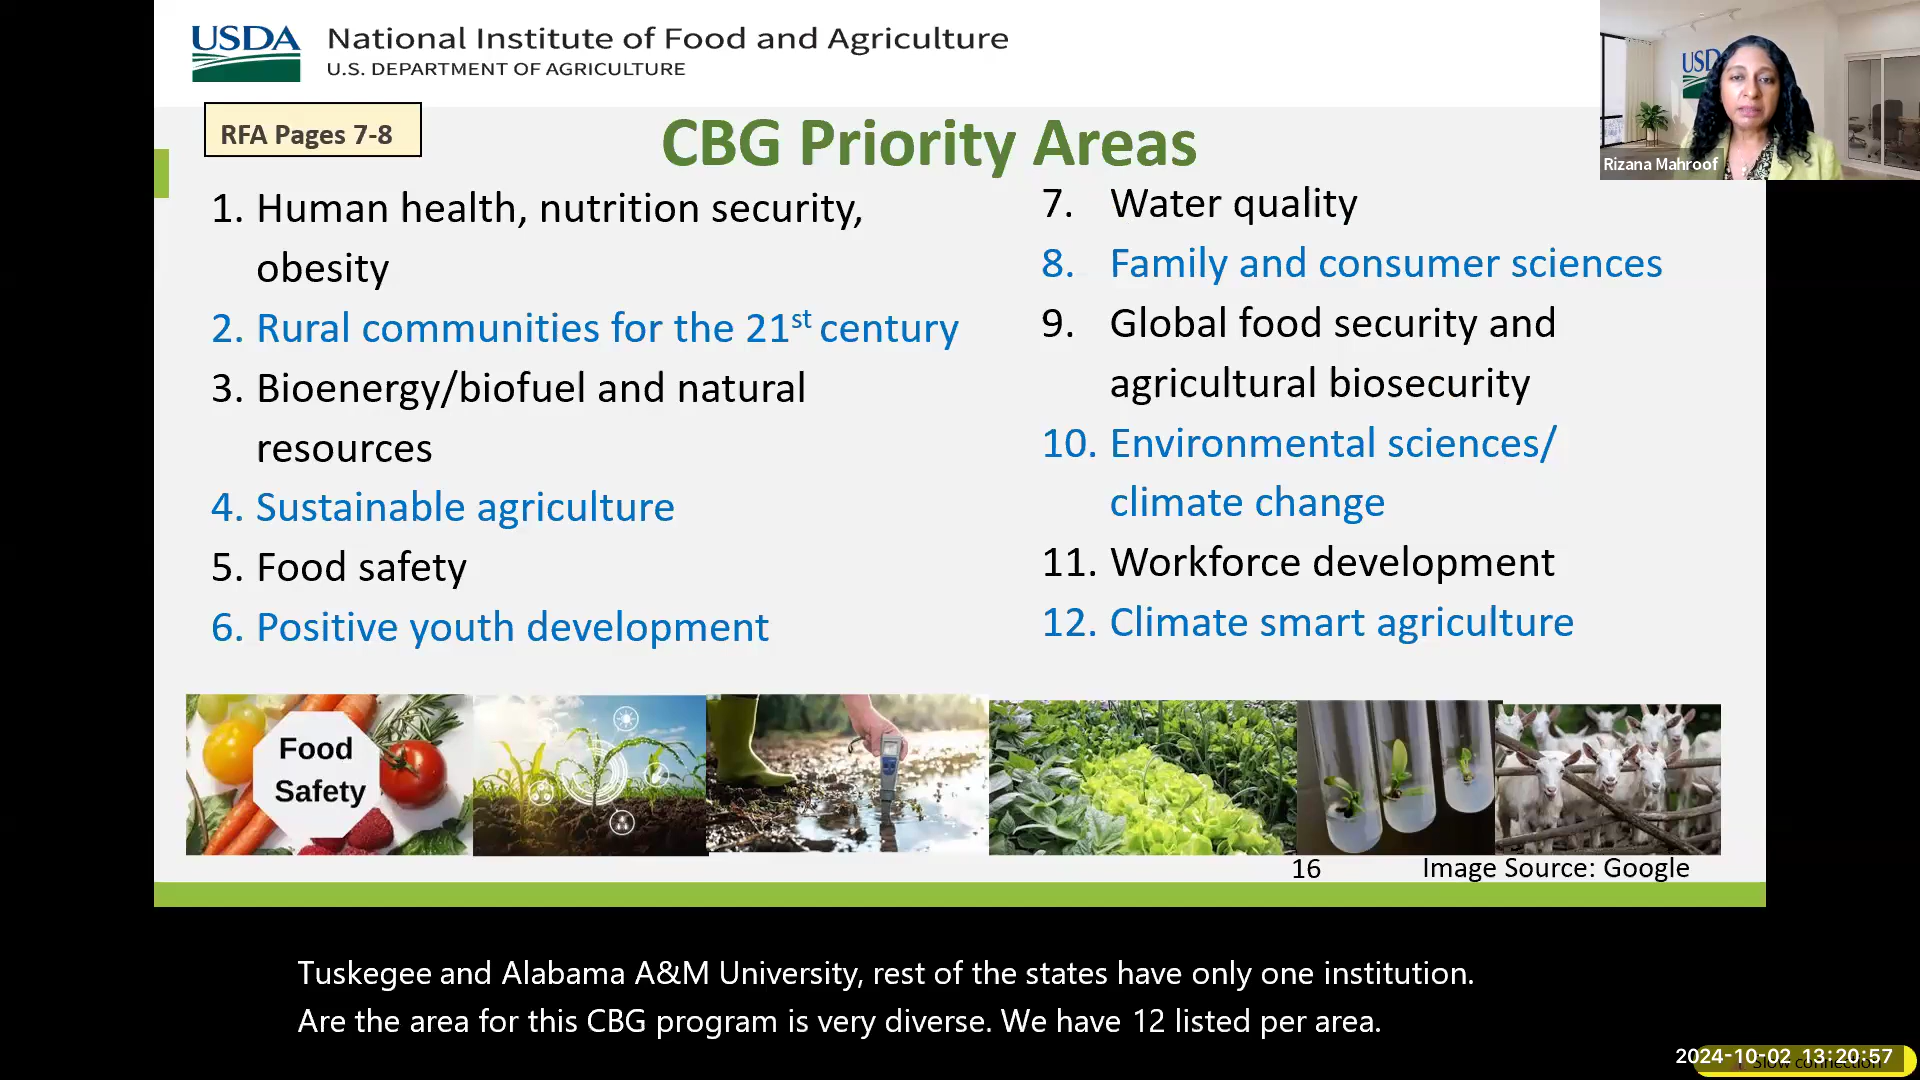 USDA
National Institute of Food and Agriculture
U.S. DEPARTMENT OF AGRICULTURE
USD
Rizana Mahroof
RFA Pages 7-8
CBG Priority Areas
1. Human health, nutrition security,
obesity
2. Rural communities for the 21st century
3. Bioenergy/biofuel and natural
resources
4. Sustainable agriculture
5. Food safety
6. Positive youth development
7. Water quality
8. Family and consumer sciences
9. Global food security and
agricultural biosecurity
10. Environmental sciences/
climate change
11. Workforce development
12. Climate smart agriculture
Food
Safety
16
Image Source: Google
Tuskegee and Alabama A&M University, rest of the states have only one institution.
Are the area for this CBG program is very diverse. We have 12 listed per area.
2024-10-02 13:20:57
Slow connection